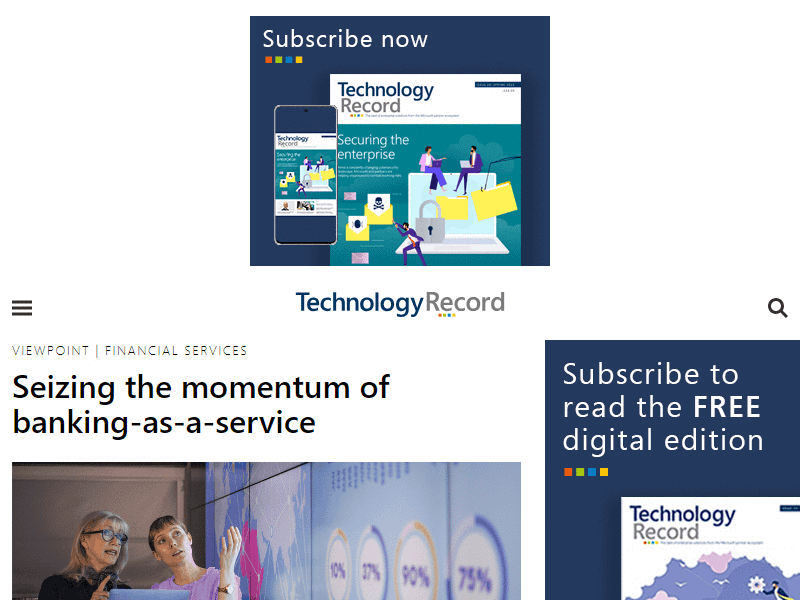 Subscribe now
Technology
Record
Securing the
enterprise
Technology
Record
Securing the
enterprise
TechnologyRecord
VIEWPOINT | FINANCIAL SERVICES
Seizing the momentum of
banking-as-a-service
10%
37%
90%
75%
Subscribe to
read the FREE
digital edition
Technology
Record